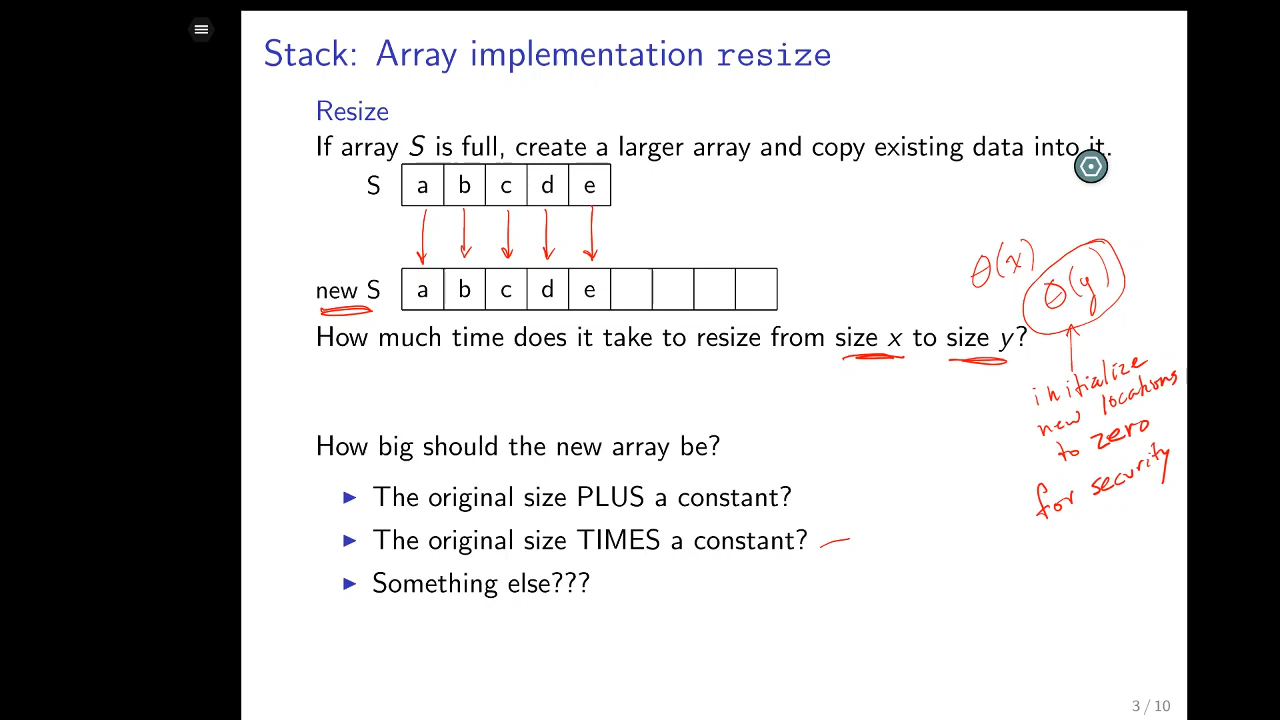 Stack: Array implementation resize
Resize
If array S is full, create a larger array and copy existing data into it.
S a b c d e
new S a b c d e
θ(x)
θ(y)
How much time does it take to resize from size x to size y?
initialize
new locations
to zero
for security
How big should the new array be?
▶ The original size PLUS a constant?
▶ The original size TIMES a constant?
▶ Something else???
3 / 10